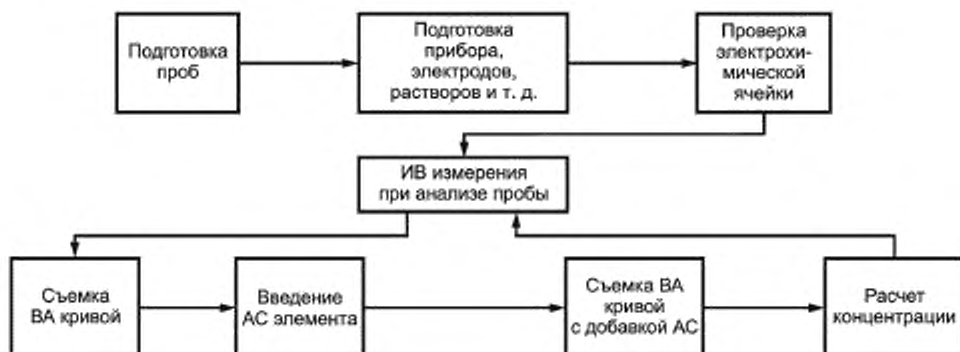 Подготовка
проб
Подготовка
прибора,
электродов,
растворов и т. д.
Проверка
электрохи-
мической
ячейки
ИВ измерения
при анализе пробы
Съемка
ВА кривой
Введение
АС элемента
Съемка ВА
кривой
с добавкой АС
Расчет
концентрации